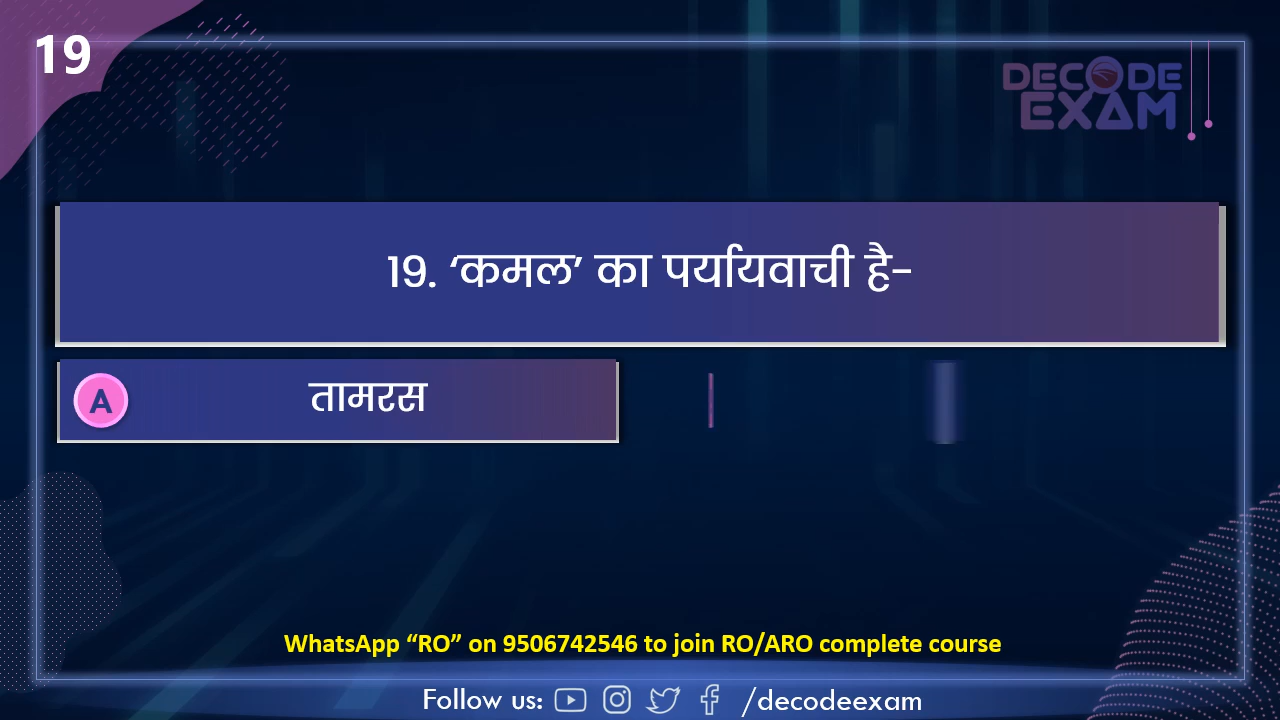 19
DECODE
EXAM
19. ‘कमल’ का पर्यायवाची है-
A तामरस
WhatsApp “RO” on 9506742546 to join RO/ARO complete course
Follow us: /decodeexam